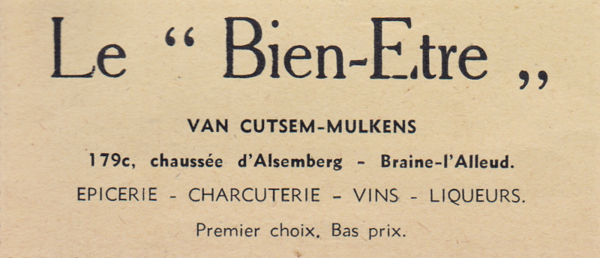 Le “ Bien-Etre „
VAN CUTSEM-MULKENS
179c, chaussée d'Alsemberg - Braine-l'Alleud.
EPICERIE - CHARCUTERIE - VINS - LIQUEURS.
Premier choix, Bas prix.